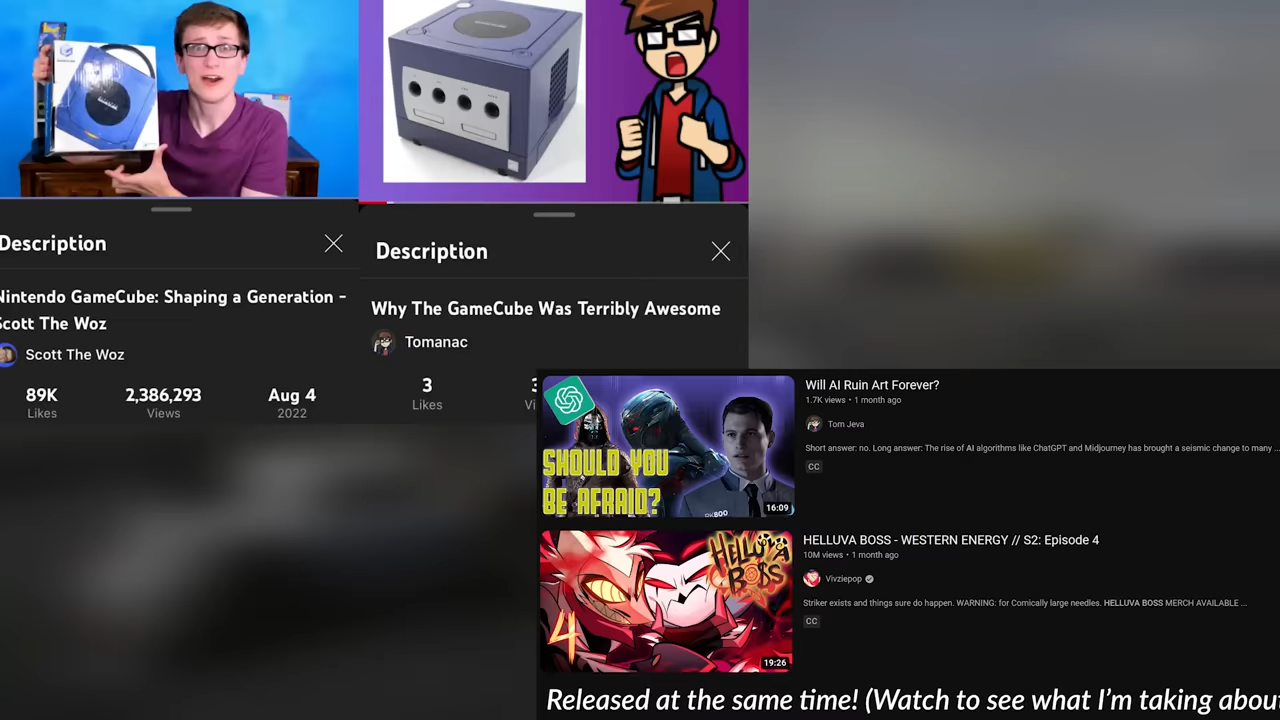 Description
Nintendo GameCube: Shaping a Generation -
Scott The Woz
Scott The Woz
89K
2,386,293
Aug 4
Likes
Views
2022
Description
Why The GameCube Was Terribly Awesome
Tomanac
3
Likes
SHOULD YOU
BE AFRAID?
16:09
Will AI Ruin Art Forever?
1.7K views • 1 month ago
Tom Jeva
Short answer: no. Long answer: The rise of AI algorithms like ChatGPT and Midjourney has brought a seismic change to many ...
CC
HELLUVA
BOSS
4
19:26
HELLUVA BOSS - WESTERN ENERGY // S2: Episode 4
10M views • 1 month ago
Vivziepop
Striker exists and things sure do happen. WARNING: for Comically large needles. HELLUVA BOSS MERCH AVAILABLE ...
CC
Released at the same time! (Watch to see what I'm taking about